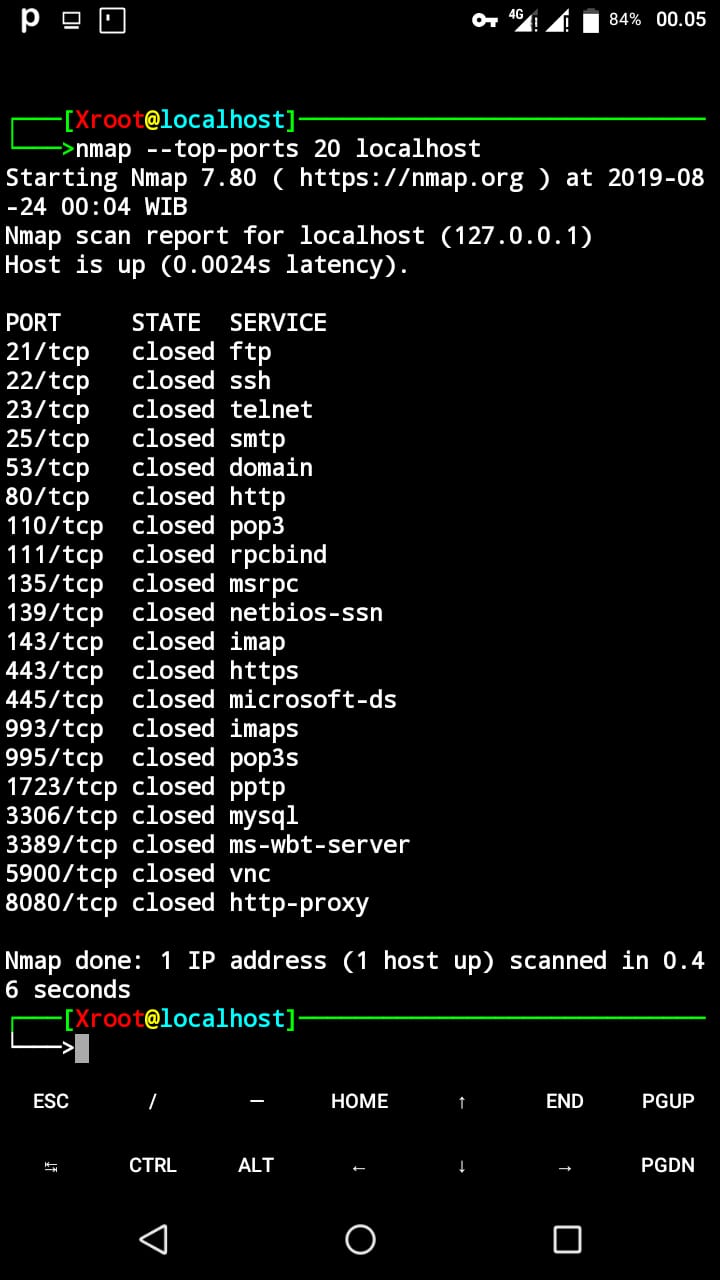 4G 84% 00.05
[Xroot@localhost]
>nmap --top-ports 20 localhost
Starting Nmap 7.80 ( https://nmap.org ) at 2019-08
-24 00:04 WIB
Nmap scan report for localhost (127.0.0.1)
Host is up (0.0024s latency).
PORT STATE SERVICE
21/tcp closed ftp
22/tcp closed ssh
23/tcp closed telnet
25/tcp closed smtp
53/tcp closed domain
80/tcp closed http
110/tcp closed pop3
111/tcp closed rpcbind
135/tcp closed msrpc
139/tcp closed netbios-ssn
143/tcp closed imap
443/tcp closed https
445/tcp closed microsoft-ds
993/tcp closed imaps
995/tcp closed pop3s
1723/tcp closed pptp
3306/tcp closed mysql
3389/tcp closed ms-wbt-server
5900/tcp closed vnc
8080/tcp closed http-proxy
Nmap done: 1 IP address (1 host up) scanned in 0.4
6 seconds
[Xroot@localhost]
>
ESC / — HOME ↑ END PGUP
↹ CTRL ALT ← ↓ → PGDN